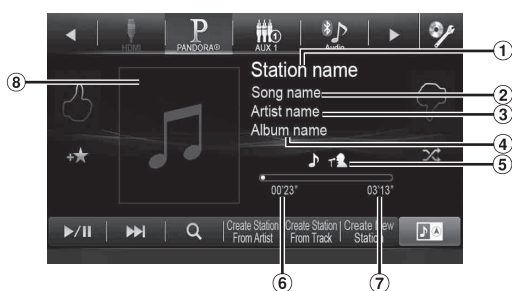 HDMI
P
PANDORA®
1
AUX 1
Audio
1
Station name
8
Song name
2
Artist name
3
Album name
4
5
00'23"
03'13"
Create Station From Artist
Create Station From Track
Create New Station
A
6
7